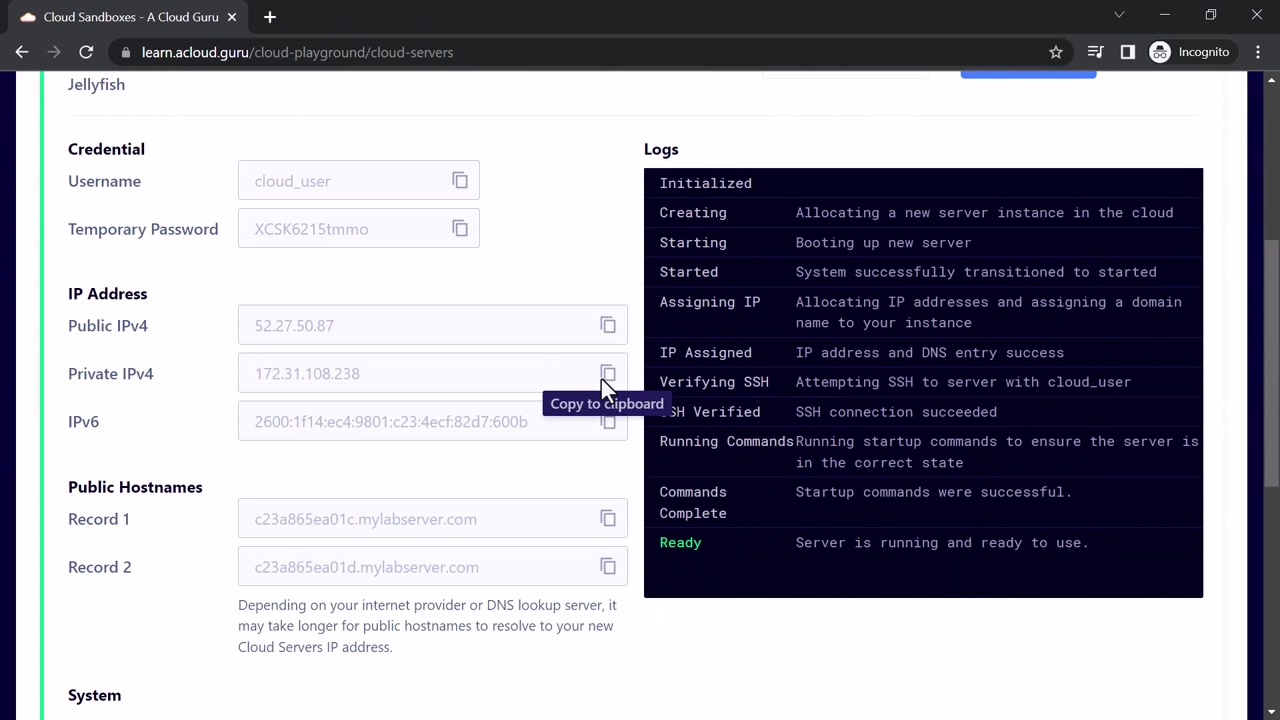 Cloud Sandboxes - A Cloud Guru
learn.acloud.guru/cloud-playground/cloud-servers
Incognito
Jellyfish
Credential
Username
cloud_user
Temporary Password
XCSK6215tmmo
IP Address
Public IPv4
52.27.50.87
Private IPv4
172.31.108.238
Copy to clipboard
IPv6
2600:1f14:ec4:9801:c23:4ecf:82d7:600b
Public Hostnames
Record 1
c23a865ea01c.mylabserver.com
Record 2
c23a865ea01d.mylabserver.com
Depending on your internet provider or DNS lookup server, it
may take longer for public hostnames to resolve to your new
Cloud Servers IP address.
System
Logs
Initialized
Creating Allocating a new server instance in the cloud
Starting Booting up new server
Started System successfully transitioned to started
Assigning IP Allocating IP addresses and assigning a domain
name to your instance
IP Assigned IP address and DNS entry success
Verifying SSH Attempting SSH to server with cloud_user
SH Verified SSH connection succeeded
Running Commands Running startup commands to ensure the server is
in the correct state
Commands Startup commands were successful.
Complete
Ready Server is running and ready to use.